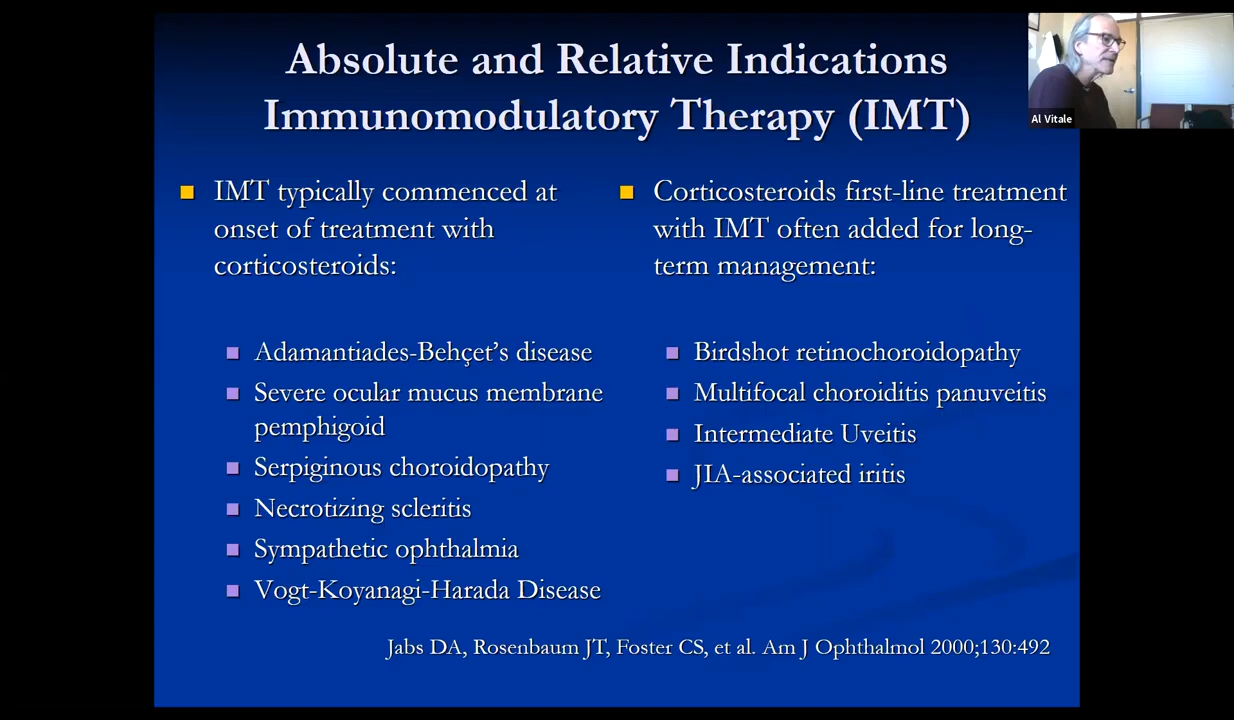 Absolute and Relative Indications
Immunomodulatory Therapy (IMT)
Al Vitale
IMT typically commenced at
onset of treatment with
corticosteroids:
Adamantiades-Behçet’s disease
Severe ocular mucus membrane
pemphigoid
Serpiginous choroidopathy
Necrotizing scleritis
Sympathetic ophthalmia
Vogt-Koyanagi-Harada Disease
Corticosteroids first-line treatment
with IMT often added for long-
term management:
Birdshot retinochoroidopathy
Multifocal choroiditis panuveitis
Intermediate Uveitis
JIA-associated iritis
Jabs DA, Rosenbaum JT, Foster CS, et al. Am J Ophthalmol 2000;130:492